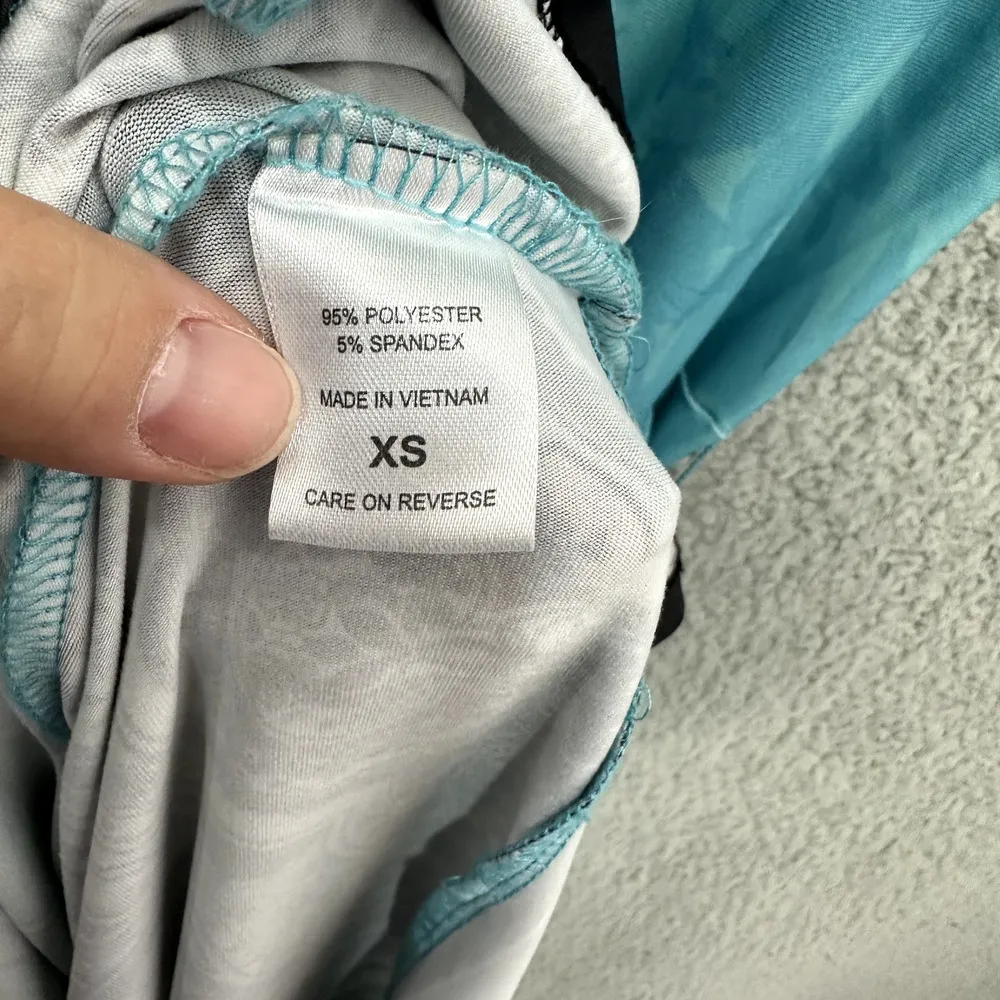 95% POLYESTER
5% SPANDEX
MADE IN VIETNAM
XS
CARE ON REVERSE